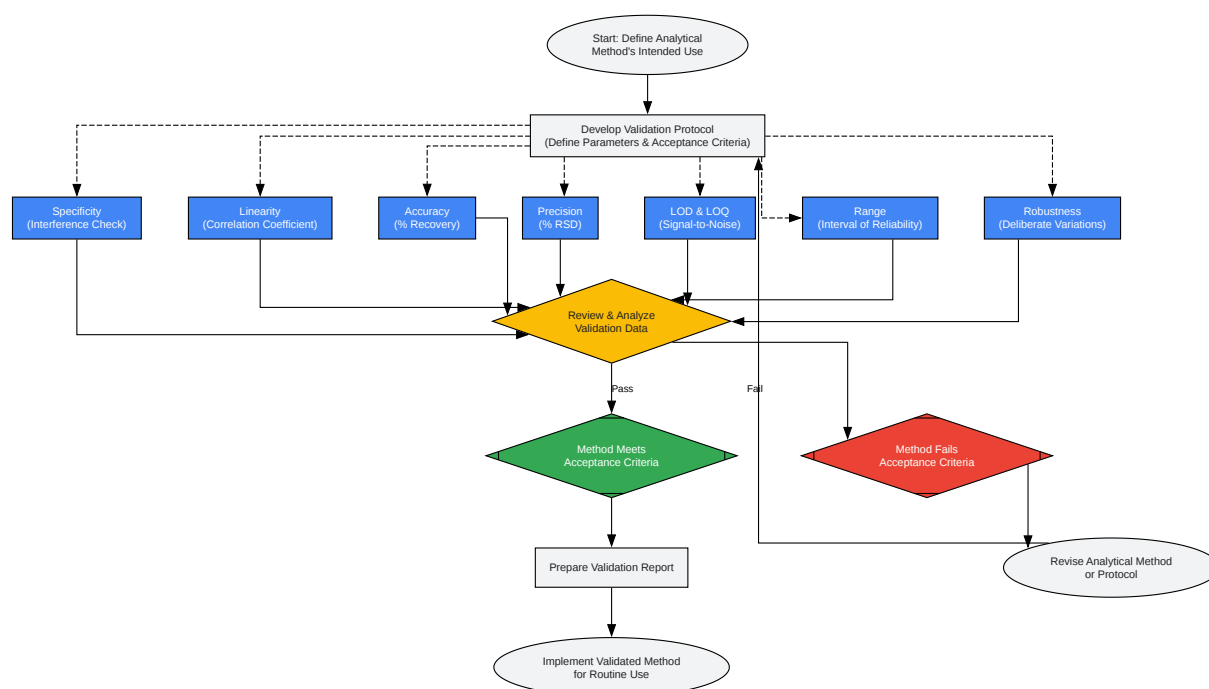 Start: Define Analytical
Method's Intended Use
Develop Validation Protocol
(Define Parameters & Acceptance Criteria)
Specificity
(Interference Check)
Linearity
(Correlation Coefficient)
Accuracy
(% Recovery)
Precision
(% RSD)
LOD & LOQ
(Signal-to-Noise)
Range
(Interval of Reliability)
Robustness
(Deliberate Variations)
Review & Analyze
Validation Data
Pass
Fail
Method Meets
Acceptance Criteria
Method Fails
Acceptance Criteria
Prepare Validation Report
Revise Analytical Method
or Protocol
Implement Validated Method
for Routine Use